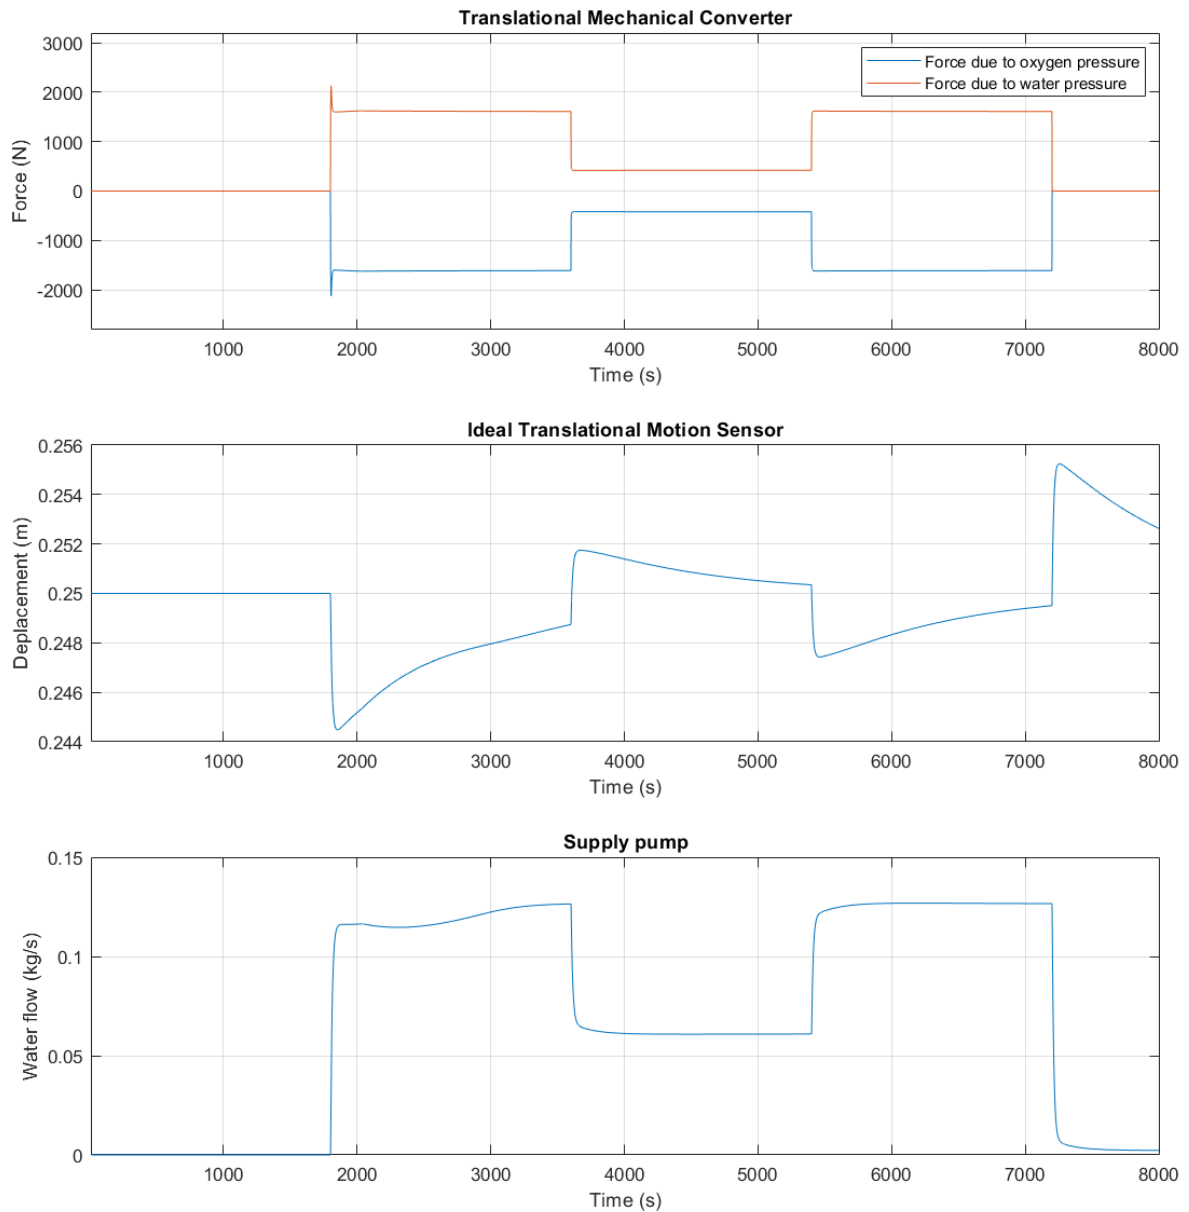 Translational Mechanical Converter
3000
2000
1000
0
-1000
-2000
Force (N)
Force due to oxygen pressure
Force due to water pressure
1000 2000 3000 4000 5000 6000 7000 8000
Time (s)
Ideal Translational Motion Sensor
0.256
0.254
0.252
0.25
0.248
0.246
0.244
Deplacement (m)
1000 2000 3000 4000 5000 6000 7000 8000
Time (s)
Supply pump
0.15
0.1
0.05
0
Water flow (kg/s)
1000 2000 3000 4000 5000 6000 7000 8000
Time (s)